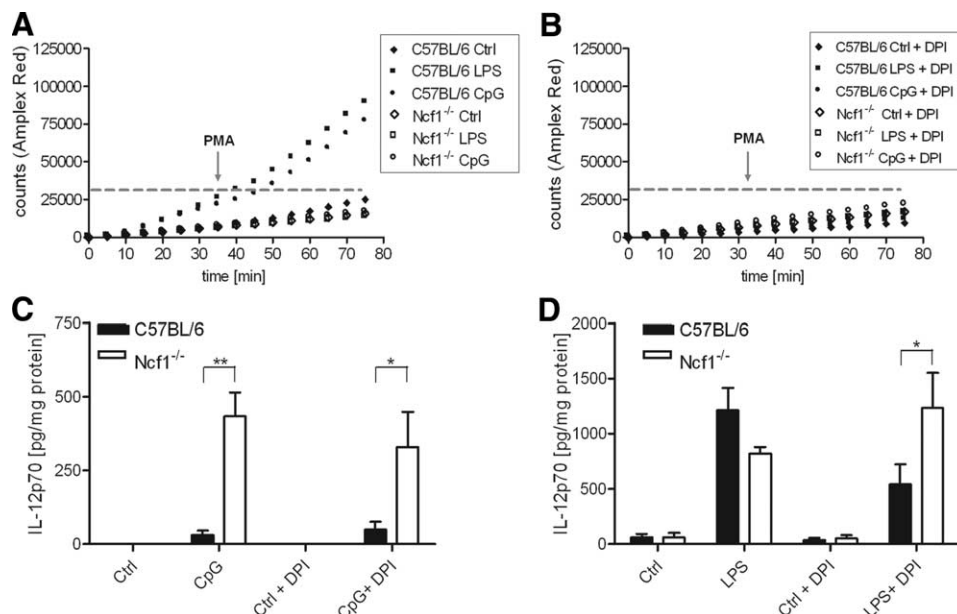 A
counts (Amplex Red)
125000
100000
75000
50000
25000
0
PMA
0 10 20 30 40 50 60 70 80
time [min]
C57BL/6 Ctrl
C57BL/6 LPS
C57BL/6 CpG
Ncf1-/- Ctrl
Ncf1-/- LPS
Ncf1-/- CpG
B
counts (Amplex Red)
125000
100000
75000
50000
25000
0
PMA
0 10 20 30 40 50 60 70 80
time [min]
C57BL/6 Ctrl + DPI
C57BL/6 LPS + DPI
C57BL/6 CpG + DPI
Ncf1-/- Ctrl + DPI
Ncf1-/- LPS + DPI
Ncf1-/- CpG + DPI
C
IL-12p70 [pg/mg protein]
750
500
250
0
C57BL/6
Ncf1-/-
**
*
Ctrl
CpG
Ctrl + DPI
CpG+ DPI
D
IL-12p70 [pg/mg protein]
2000
1500
1000
500
0
C57BL/6
Ncf1-/-
*
Ctrl
LPS
Ctrl + DPI
LPS+ DPI